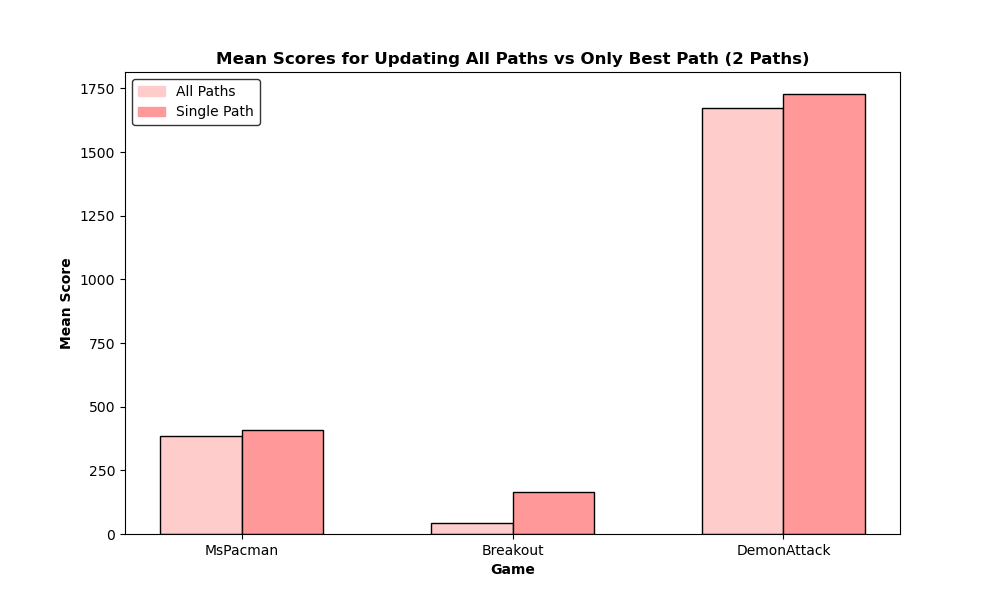 Mean Scores for Updating All Paths vs Only Best Path (2 Paths)
All Paths
Single Path
1750
1500
1250
1000
750
500
250
0
Mean Score
MsPacman
Breakout
DemonAttack
Game